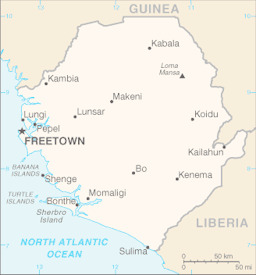 GUINEA
Kabala
Loma
Mansa
Kambia
Makeni
Lungi
Lunsar
Koidu
Pepel
FREETOWN
Kailahun
BANANA
ISLANDS
Bo
Shenge
Kenema
TURTLE
ISLANDS
Momaligi
Bonthe
Sherbro
Island
LIBERIA
NORTH ATLANTIC
OCEAN
Sulima
0 50 km
0 50 mi